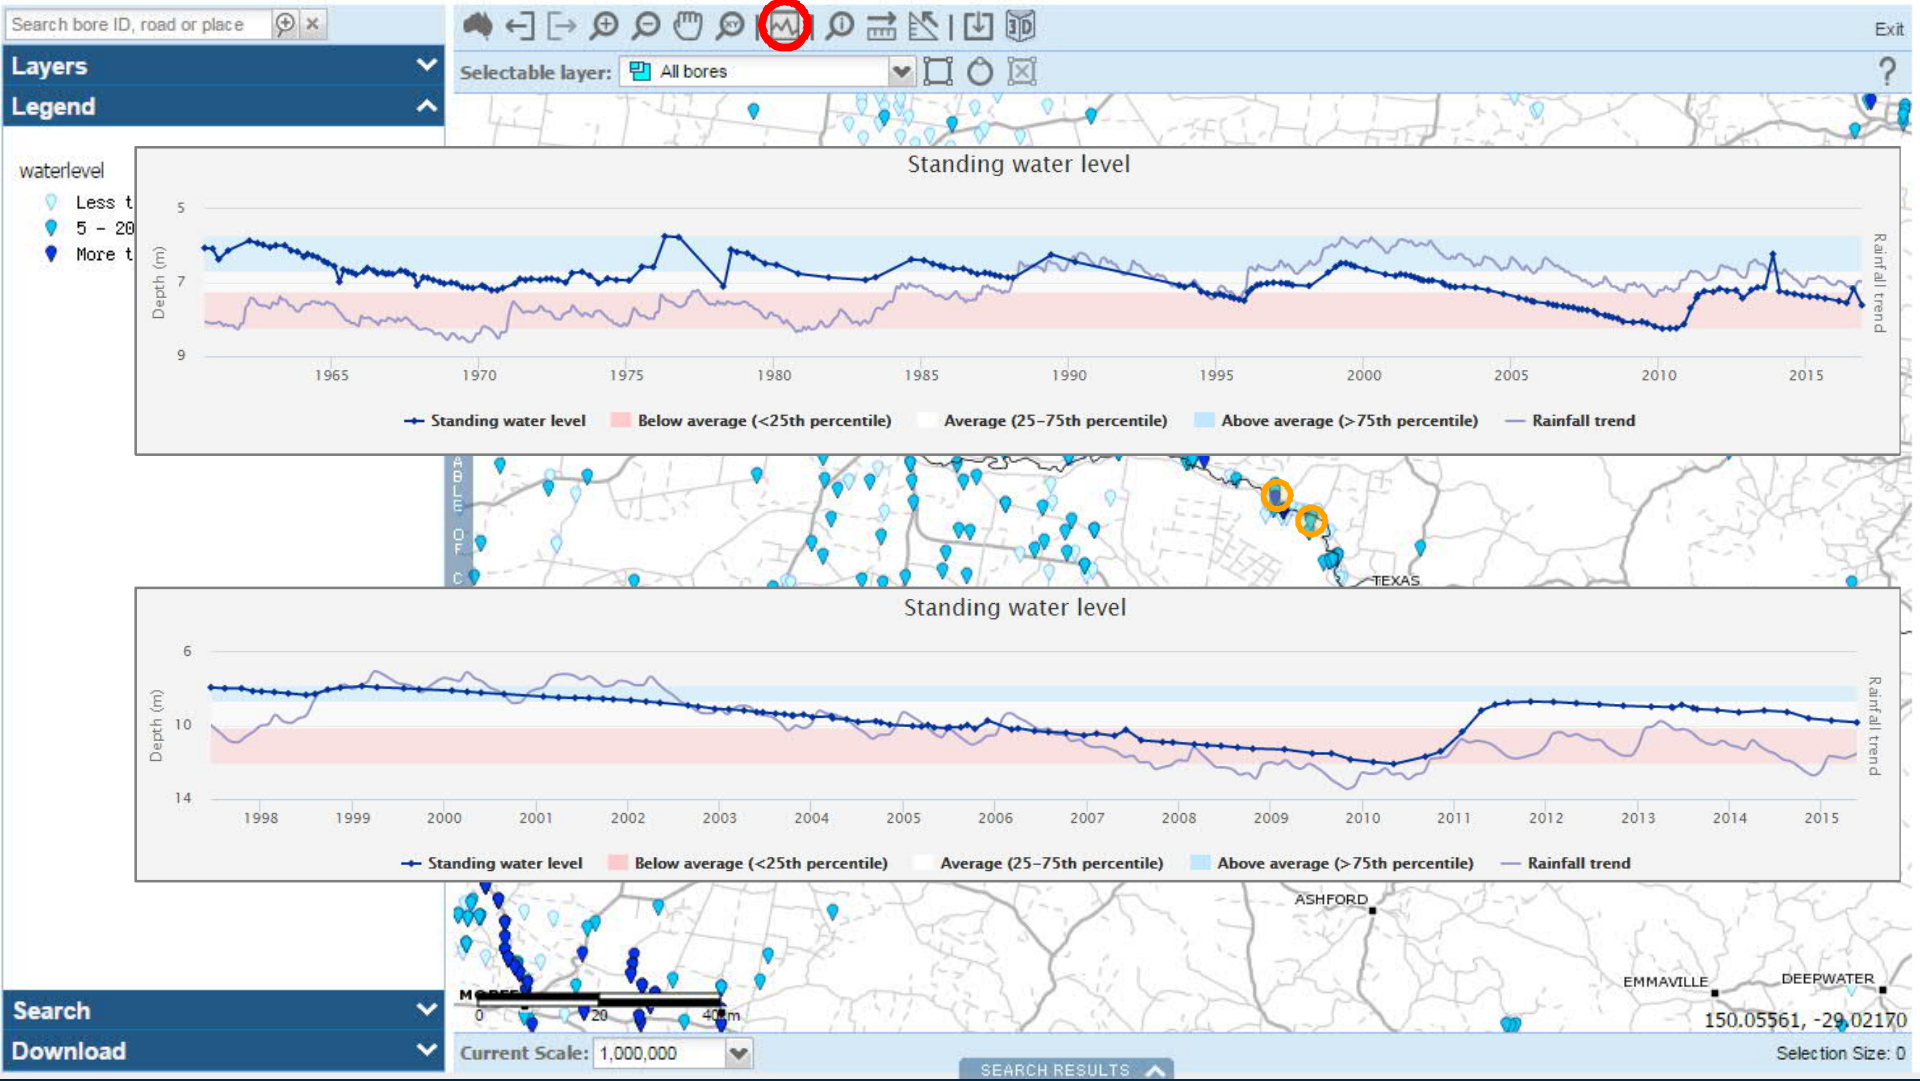 Search bore ID, road or place
XY
3D
Exit
Layers
Selectable layer: All bores
?
Legend
waterlevel
Less t
5 - 20
More t
Standing water level
5
7
9
Depth (m)
Rainfall trend
1965 1970 1975 1980 1985 1990 1995 2000 2005 2010 2015
Standing water level Below average (<25th percentile) Average (25-75th percentile) Above average (>75th percentile) Rainfall trend
ABLE OF C
TEXAS
Standing water level
6
10
14
Depth (m)
Rainfall trend
1998 1999 2000 2001 2002 2003 2004 2005 2006 2007 2008 2009 2010 2011 2012 2013 2014 2015
Standing water level Below average (<25th percentile) Average (25-75th percentile) Above average (>75th percentile) Rainfall trend
ASHFORD
EMMAVILLE
DEEPWATER
0 20
150.05561, -29.02170
Search
Download
Current Scale: 1,000,000
SEARCH RESULTS
Selection Size: 0